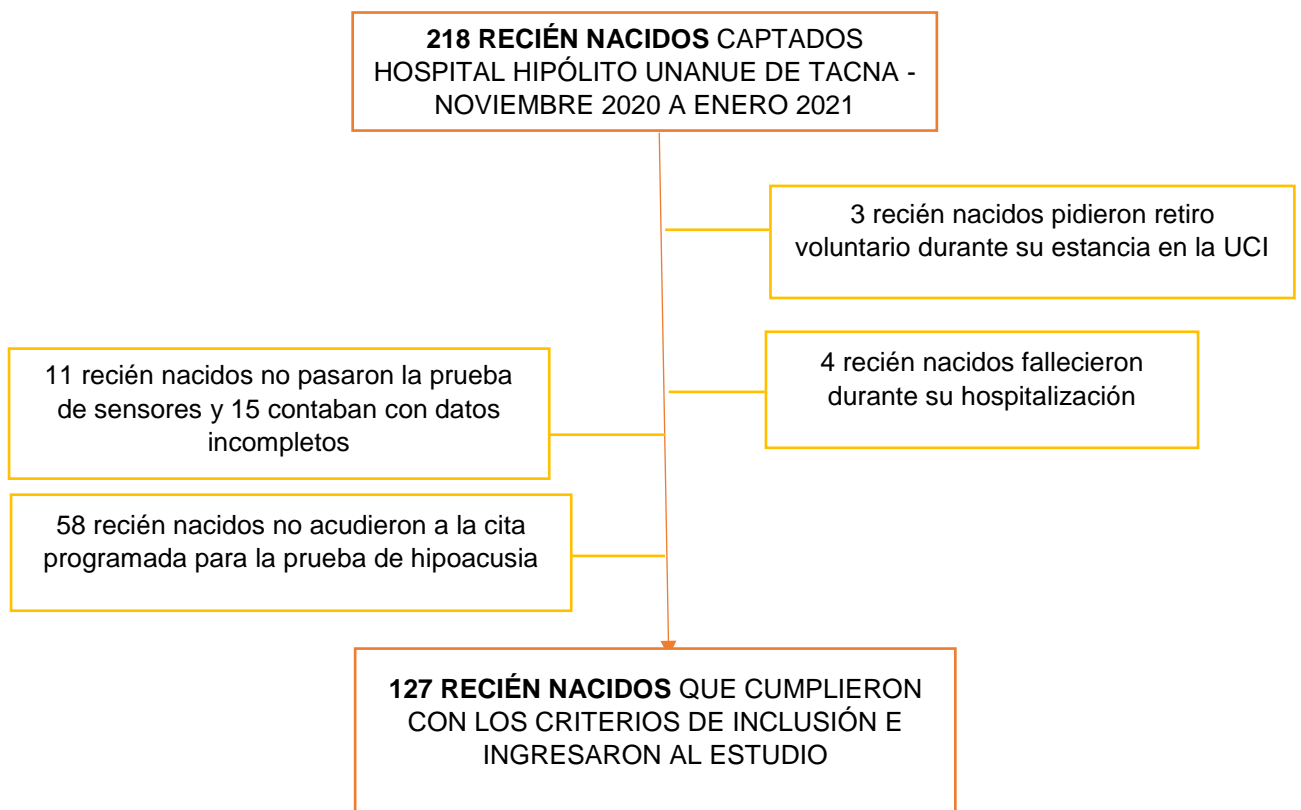 218 RECIÉN NACIDOS CAPTADOS
HOSPITAL HIPÓLITO UNANUE DE TACNA -
NOVIEMBRE 2020 A ENERO 2021
3 recién nacidos pidieron retiro
voluntario durante su estancia en la UCI
4 recién nacidos fallecieron
durante su hospitalización
11 recién nacidos no pasaron la prueba
de sensores y 15 contaban con datos
incompletos
58 recién nacidos no acudieron a la cita
programada para la prueba de hipoacusia
127 RECIÉN NACIDOS QUE CUMPLIERON
CON LOS CRITERIOS DE INCLUSIÓN E
INGRESARON AL ESTUDIO